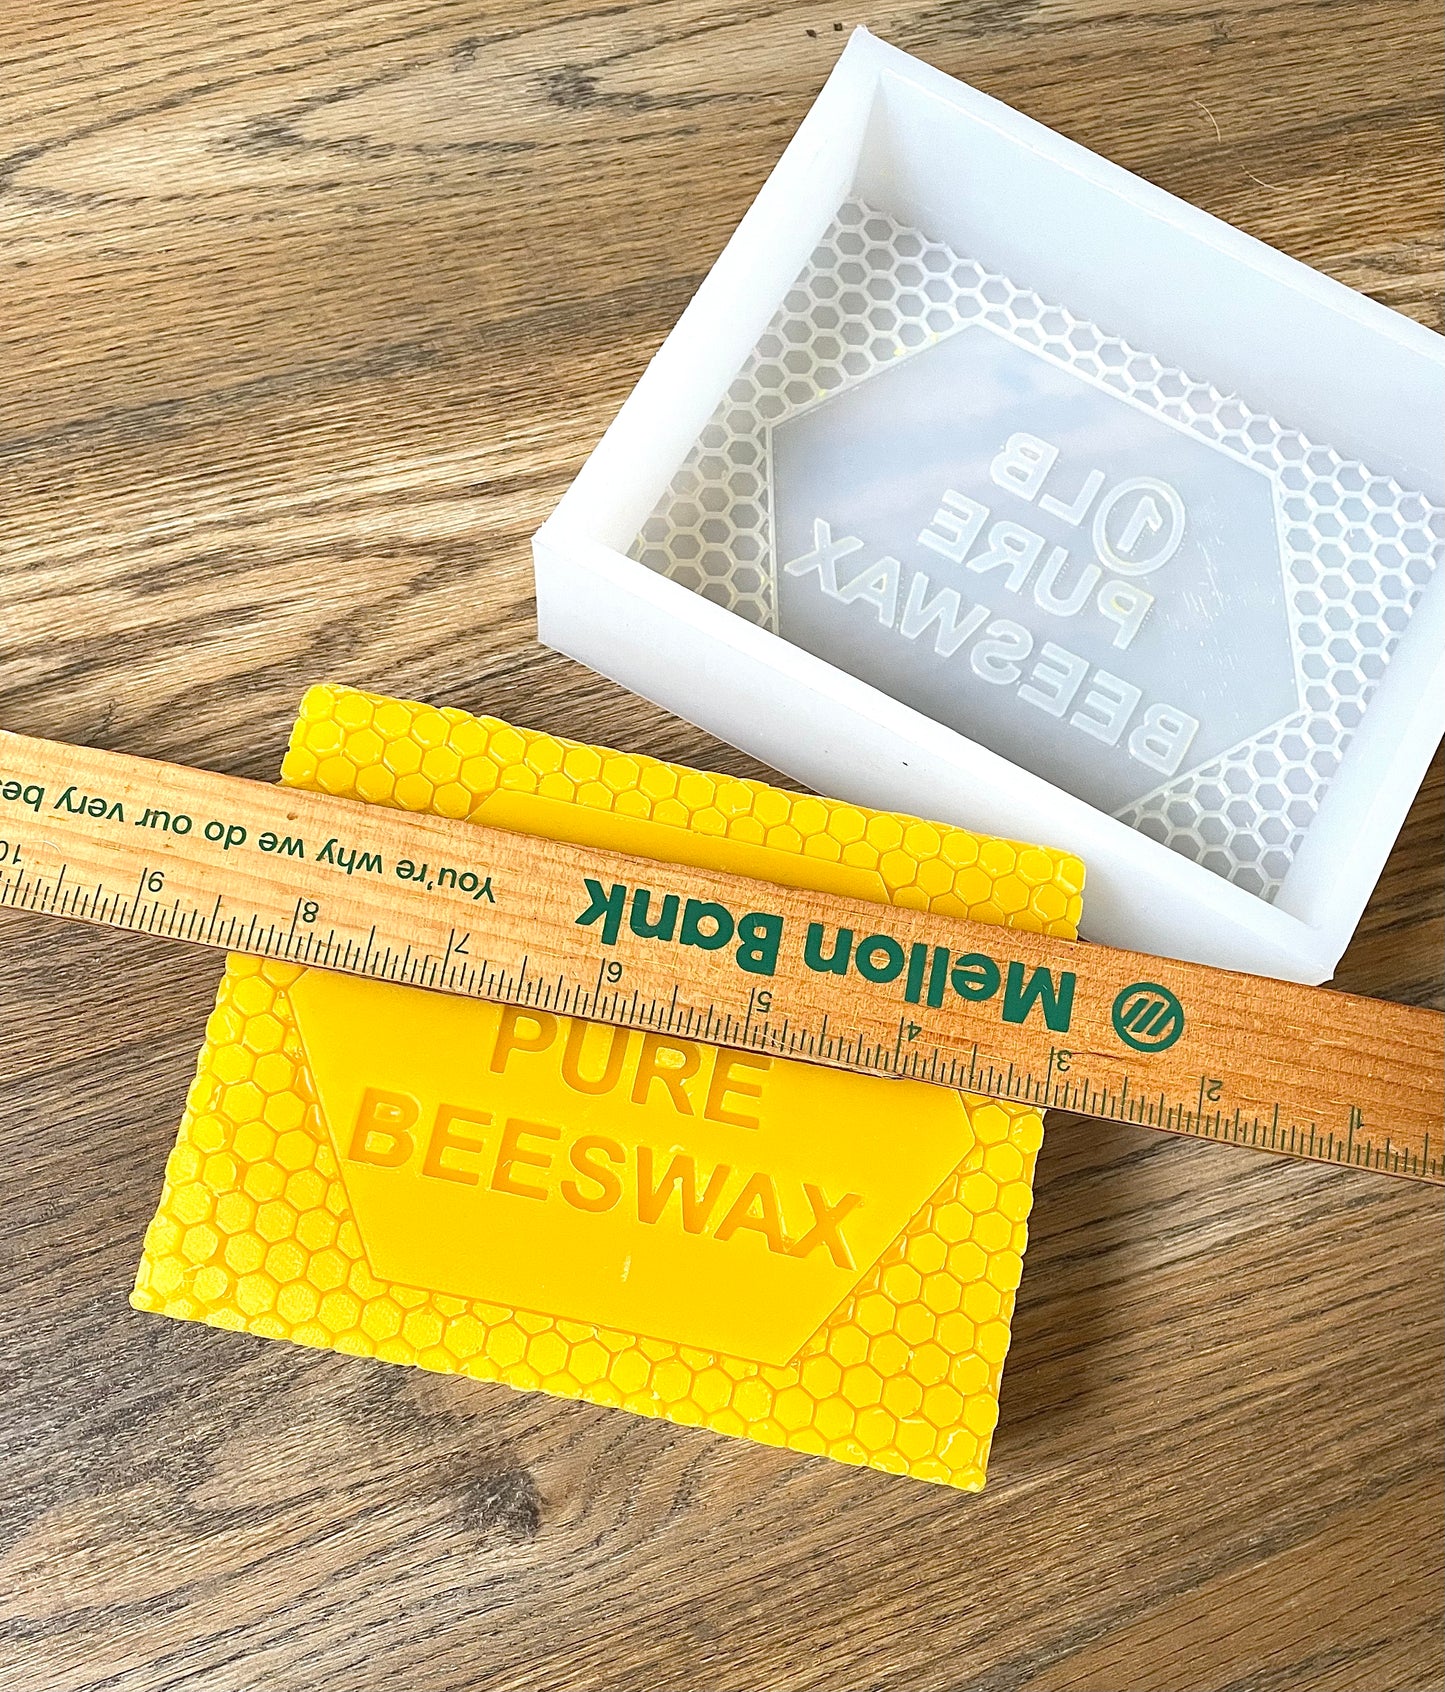 1 LB
PURE
BEESWAX
You're why we do our very be
Mellon Bank
1 2 3 4 5 6 7 8 9 10
PURE
BEESWAX